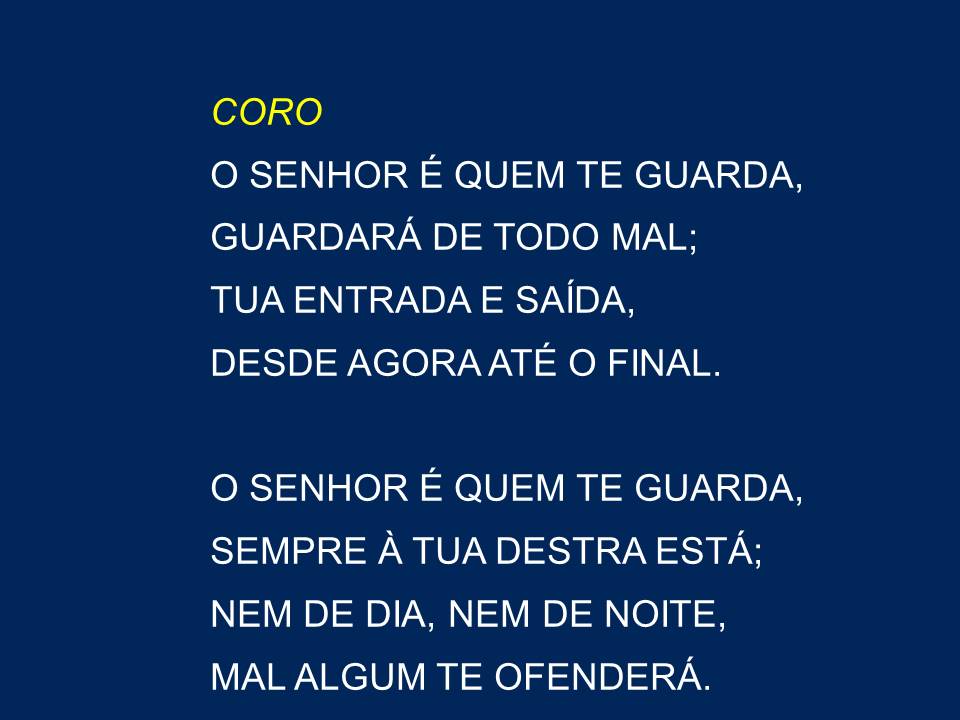 CORO
O SENHOR É QUEM TE GUARDA,
GUARDARÁ DE TODO MAL;
TUA ENTRADA E SAÍDA,
DESDE AGORA ATÉ O FINAL.
O SENHOR É QUEM TE GUARDA,
SEMPRE À TUA DESTRA ESTÁ;
NEM DE DIA, NEM DE NOITE,
MAL ALGUM TE OFENDERÁ.